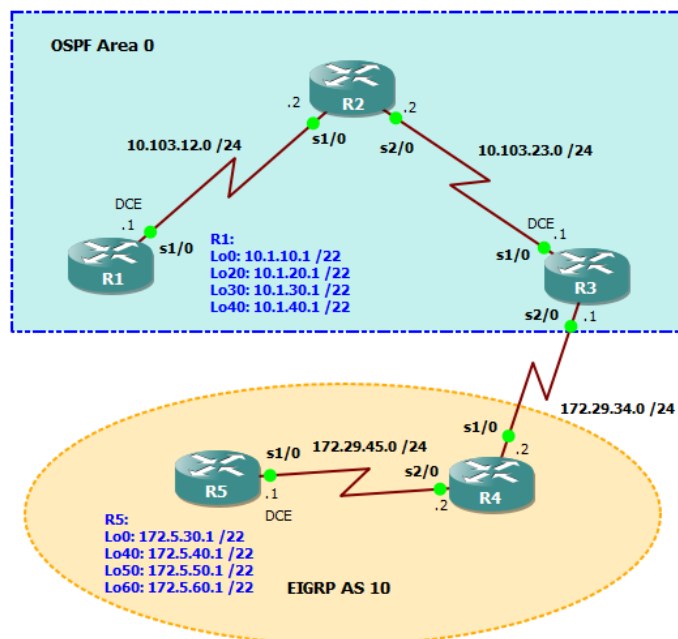 OSPF Area 0
.2
R2
.2
s1/0
s2/0
10.103.12.0 /24
10.103.23.0 /24
DCE
.1
s1/0
R1
R1:
Lo0: 10.1.10.1 /22
Lo20: 10.1.20.1 /22
Lo30: 10.1.30.1 /22
Lo40: 10.1.40.1 /22
DCE
.1
s1/0
R3
s2/0
.1
172.29.34.0 /24
s1/0
.2
172.29.45.0 /24
s1/0
s2/0
R5
.1
DCE
.2
R4
R5:
Lo0: 172.5.30.1 /22
Lo40: 172.5.40.1 /22
Lo50: 172.5.50.1 /22
Lo60: 172.5.60.1 /22
EIGRP AS 10